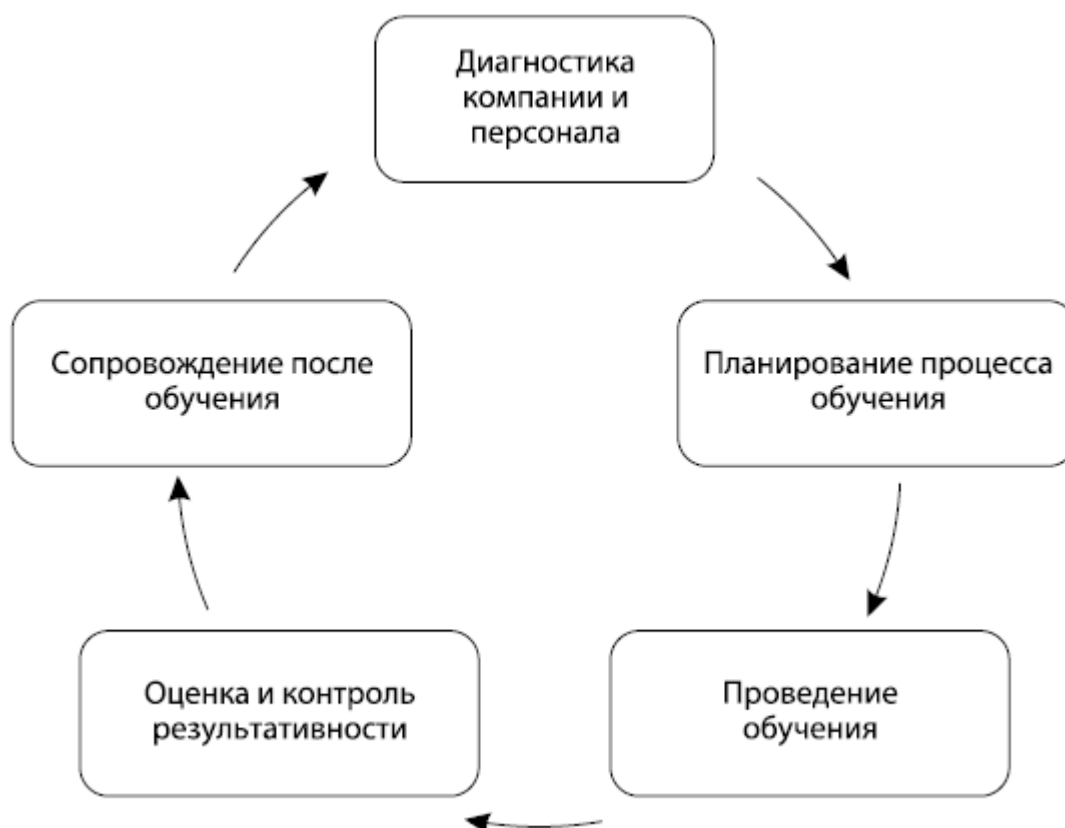 Диагностика
компании и
персонала
Планирование процесса
обучения
Проведение
обучения
Оценка и контроль
результативности
Сопровождение после
обучения